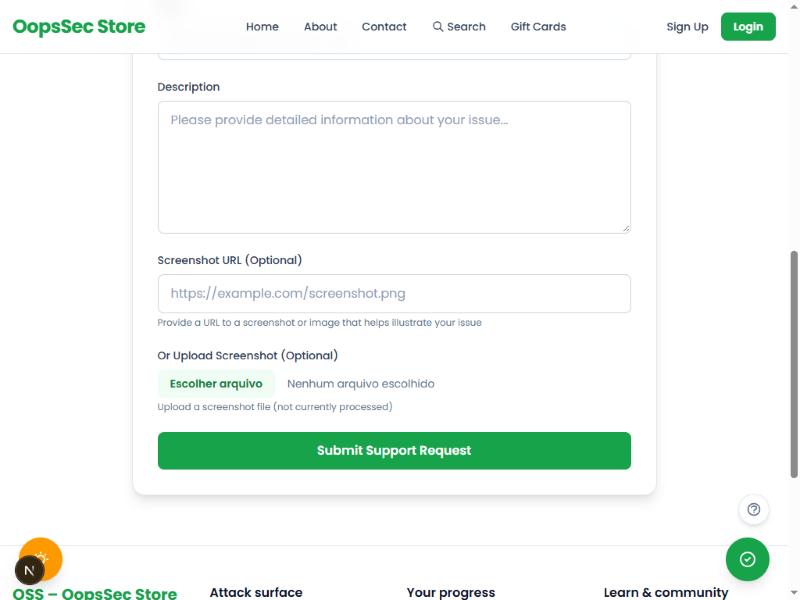 OopsSec Store
Home
About
Contact
Search
Gift Cards
Sign Up
Login
Description
Please provide detailed information about your issue...
Screenshot URL (Optional)
https://example.com/screenshot.png
Provide a URL to a screenshot or image that helps illustrate your issue
Or Upload Screenshot (Optional)
Escolher arquivo
Nenhum arquivo escolhido
Upload a screenshot file (not currently processed)
Submit Support Request
N
OSS – OopsSec Store
Attack surface
Your progress
Learn & community